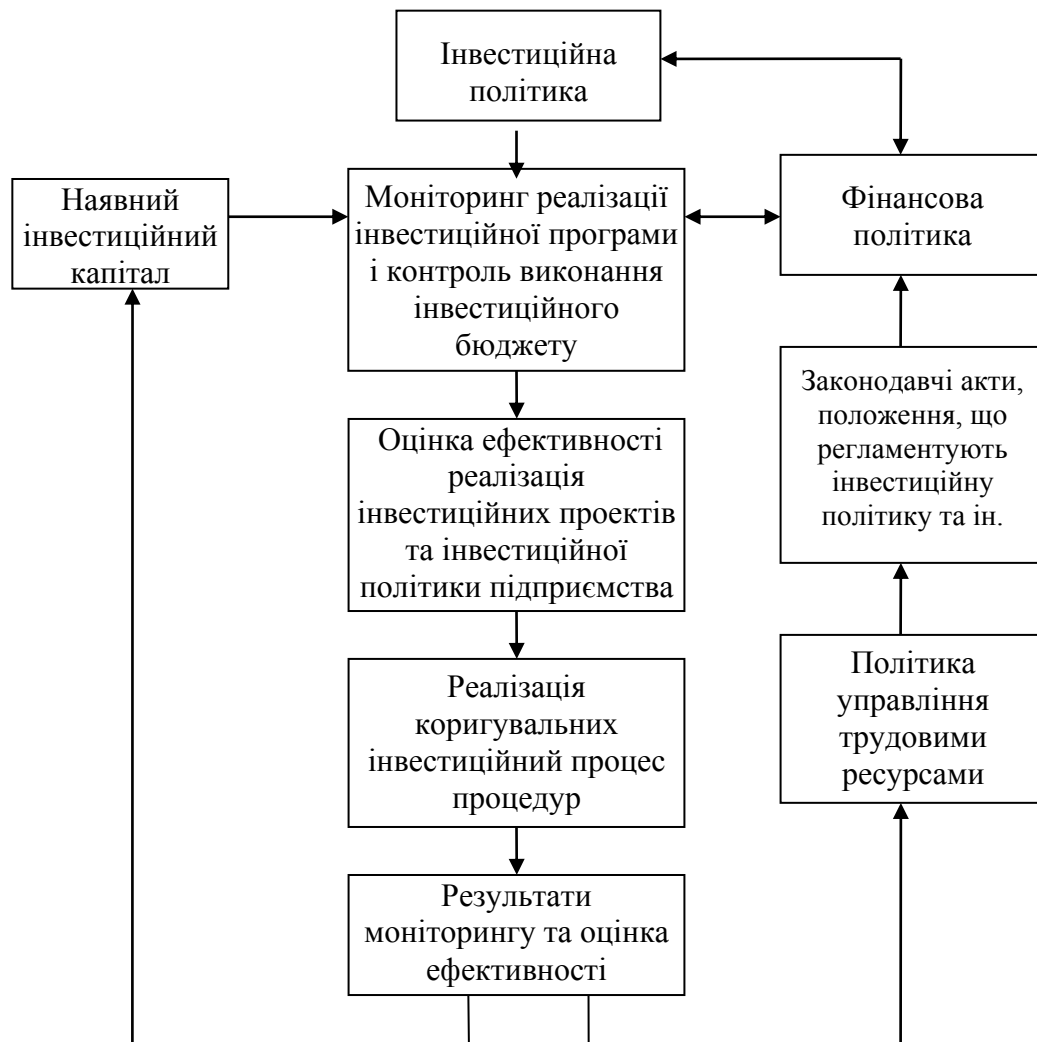 Інвестиційна
політика
Наявний
інвестиційний
капітал
Моніторинг реалізації
інвестиційної програми
і контроль виконання
інвестиційного
бюджету
Фінансова
політика
Оцінка ефективності
реалізація
інвестиційних проектів
та інвестиційної
політики підприємства
Законодавчі акти,
положення, що
регламентують
інвестиційну
політику та ін.
Реалізація
коригувальних
інвестиційний процес
процедур
Політика
управління
трудовими
ресурсами
Результати
моніторингу та оцінка
ефективності